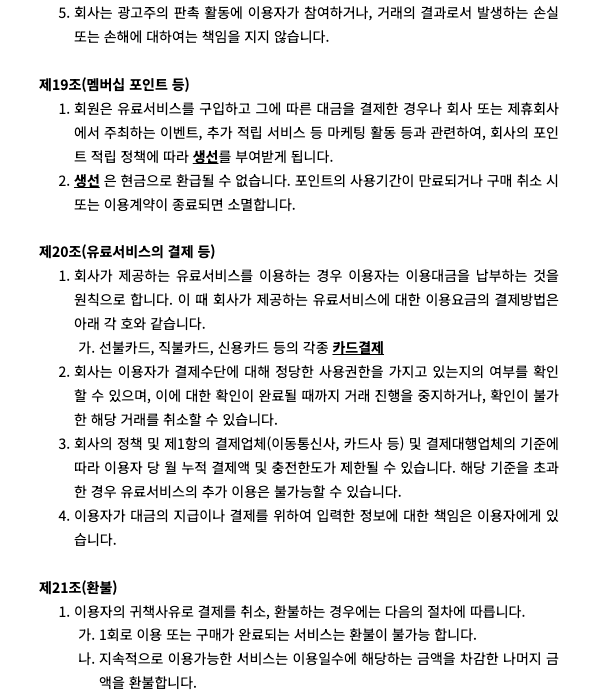 5. 회사는 광고주의 판촉 활동에 이용자가 참여하거나, 거래의 결과로서 발생하는 손실
또는 손해에 대하여는 책임을 지지 않습니다.
제19조(멤버십 포인트 등)
1. 회원은 유료서비스를 구입하고 그에 따른 대금을 결제한 경우나 회사 또는 제휴회사
에서 주최하는 이벤트, 추가 적립 서비스 등 마케팅 활동 등과 관련하여, 회사의 포인
트 적립 정책에 따라 생선를 부여받게 됩니다.
2. 생선 은 현금으로 환급될 수 없습니다. 포인트의 사용기간이 만료되거나 구매 취소 시
또는 이용계약이 종료되면 소멸합니다.
제20조(유료서비스의 결제 등)
1. 회사가 제공하는 유료서비스를 이용하는 경우 이용자는 이용대금을 납부하는 것을
원칙으로 합니다. 이 때 회사가 제공하는 유료서비스에 대한 이용요금의 결제방법은
아래 각 호와 같습니다.
가. 선불카드, 직불카드, 신용카드 등의 각종 카드결제
2. 회사는 이용자가 결제수단에 대해 정당한 사용권한을 가지고 있는지의 여부를 확인
할 수 있으며, 이에 대한 확인이 완료될 때까지 거래 진행을 중지하거나, 확인이 불가
한 해당 거래를 취소할 수 있습니다.
3. 회사의 정책 및 제1항의 결제업체(이동통신사, 카드사 등) 및 결제대행업체의 기준에
따라 이용자 당 월 누적 결제액 및 충전한도가 제한될 수 있습니다. 해당 기준을 초과
한 경우 유료서비스의 추가 이용은 불가능할 수 있습니다.
4. 이용자가 대금의 지급이나 결제를 위하여 입력한 정보에 대한 책임은 이용자에게 있
습니다.
제21조(환불)
1. 이용자의 귀책사유로 결제를 취소, 환불하는 경우에는 다음의 절차에 따릅니다.
가. 1회로 이용 또는 구매가 완료되는 서비스는 환불이 불가능 합니다.
나. 지속적으로 이용가능한 서비스는 이용일수에 해당하는 금액을 차감한 나머지 금
액을 환불합니다.